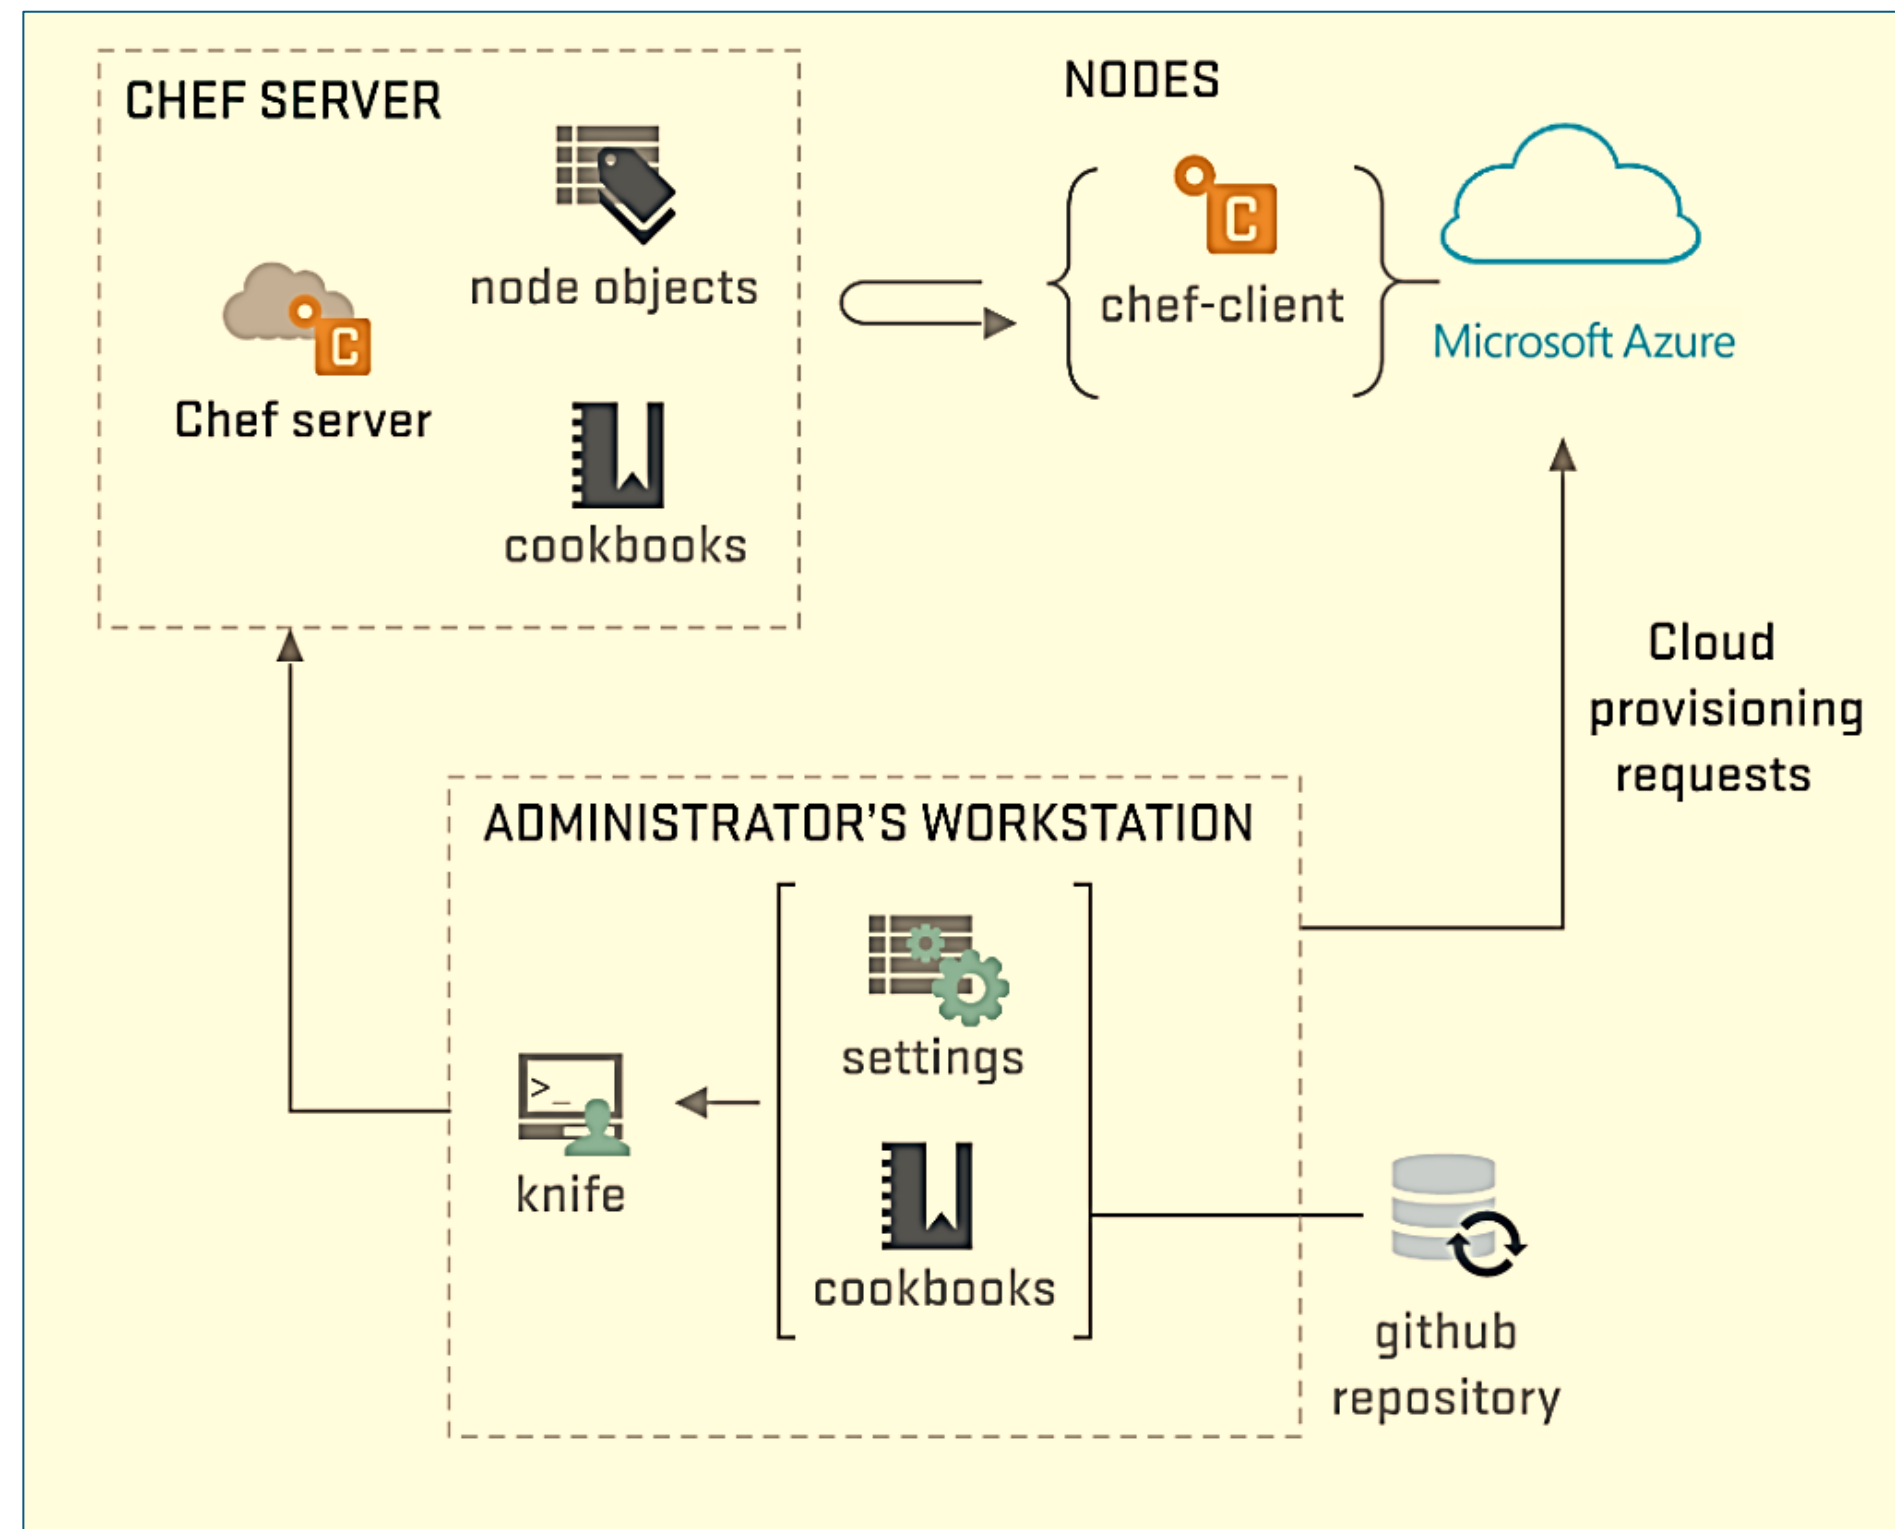 CHEF SERVER
node objects
Chef server
cookbooks
NODES
C
chef-client
Microsoft Azure
C
Cloud
provisioning
requests
ADMINISTRATOR'S WORKSTATION
settings
>_
knife
cookbooks
github
repository